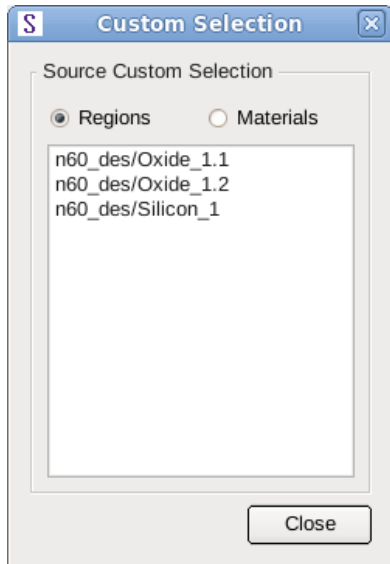 S Custom Selection
Source Custom Selection
Regions Materials
n60_des/Oxide_1.1
n60_des/Oxide_1.2
n60_des/Silicon_1
Close